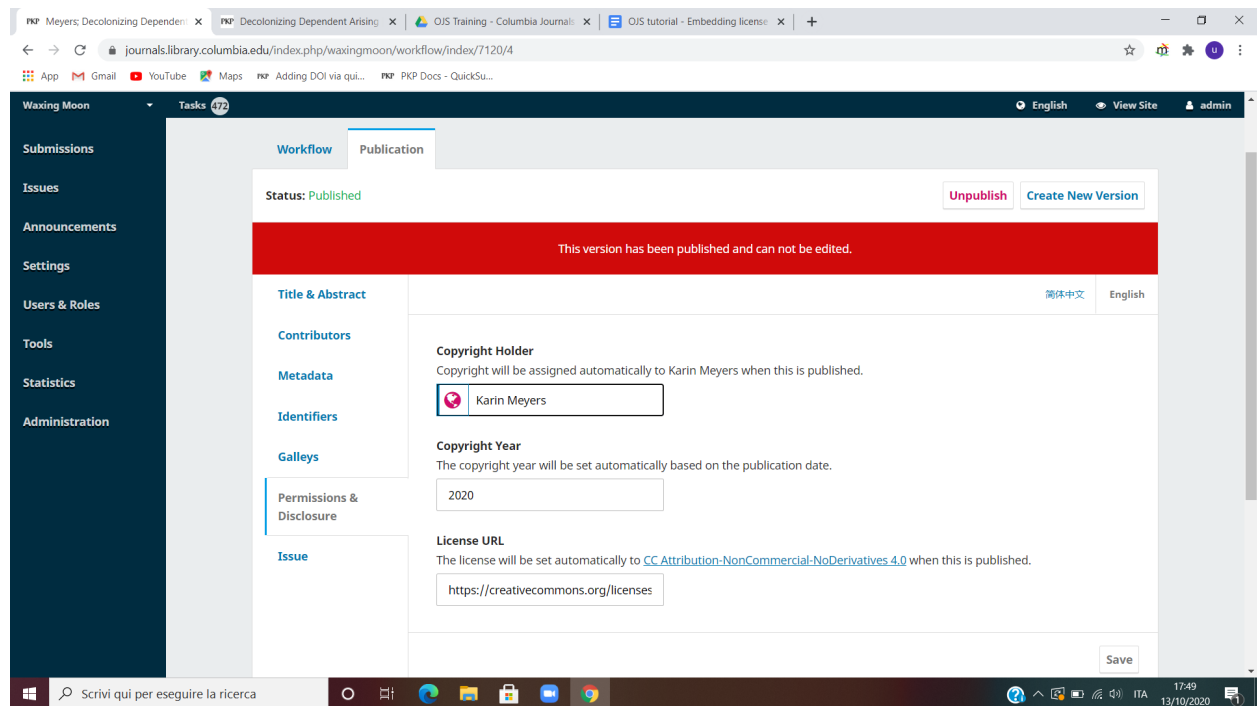 PKP Meyers; Decolonizing Dependent
PKP Decolonizing Dependent Arising
OJS Training - Columbia Journals
OJS tutorial - Embedding license
journals.library.columbia.edu/index.php/waxingmoon/workflow/index/7120/4
u
App Gmail YouTube Maps PKP Adding DOI via qui... PKP PKP Docs - QuickSu...
Waxing Moon Tasks 472 English View Site admin
Submissions
Issues
Announcements
Settings
Users & Roles
Tools
Statistics
Administration
Workflow Publication
Status: Published Unpublish Create New Version
This version has been published and can not be edited.
Title & Abstract
Contributors
Metadata
Identifiers
Galleys
Permissions &
Disclosure
Issue
简体中文 English
Copyright Holder
Copyright will be assigned automatically to Karin Meyers when this is published.
Karin Meyers
Copyright Year
The copyright year will be set automatically based on the publication date.
2020
License URL
The license will be set automatically to CC Attribution-NonCommercial-NoDerivatives 4.0 when this is published.
https://creativecommons.org/licenses
Save
Scrivi qui per eseguire la ricerca
ITA
17:49
13/10/2020
1